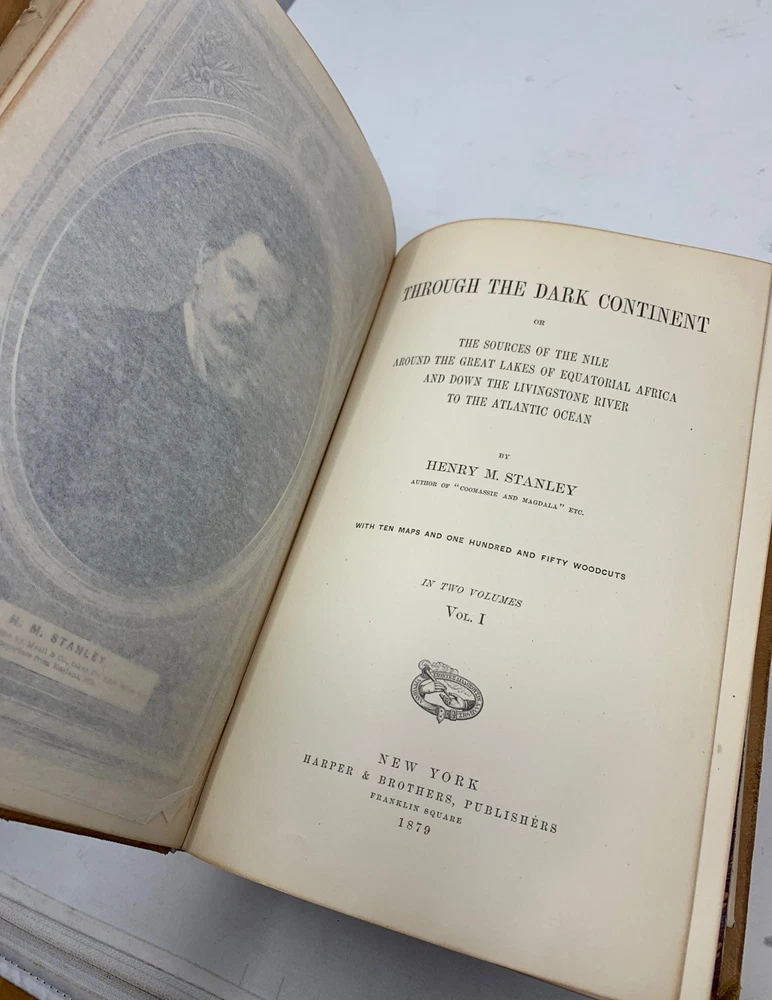 H. M. STANLEY
THROUGH THE DARK CONTINENT
OR
THE SOURCES OF THE NILE
AROUND THE GREAT LAKES OF EQUATORIAL AFRICA
AND DOWN THE LIVINGSTONE RIVER
TO THE ATLANTIC OCEAN
BY
HENRY M. STANLEY
AUTHOR OF "COOMASSIE AND MAGDALA" ETC.
WITH TEN MAPS AND ONE HUNDRED AND FIFTY WOODCUTS
IN TWO VOLUMES
VOL. I
NEW YORK
HARPER & BROTHERS, PUBLISHERS
FRANKLIN SQUARE
1879